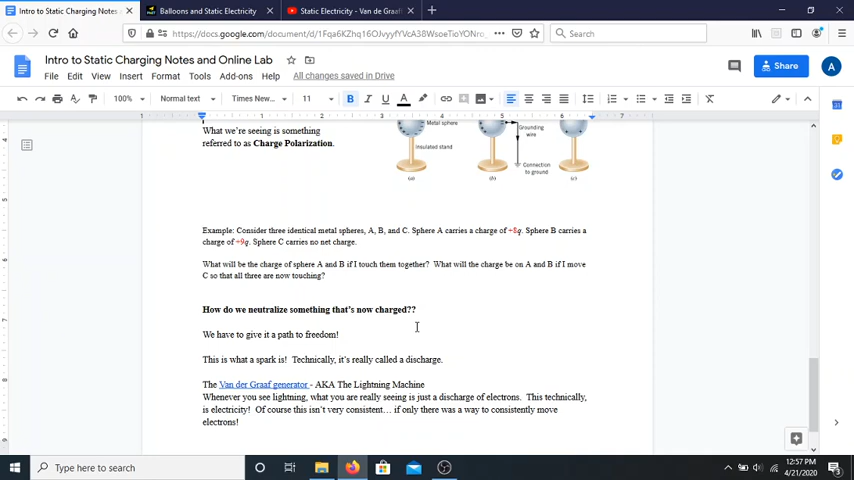 Intro to Static Charging Notes A
Balloons and Static Electricity
Static Electricity - Van de Graaf
https://docs.google.com/document/d/1Fqa6KZhq16OJvyyfYVcA38WsoeTioYONro
Search
Intro to Static Charging Notes and Online Lab
File Edit View Insert Format Tools Add-ons Help All changes saved in Drive
Share
A
100% Normal text Times New... 11
B I U A
1 1 2 3 4 5 6 7
What we're seeing is something
referred to as Charge Polarization.
Metal sphere
Insulated stand
Grounding
wire
Connection
to ground
(a) (b) (c)
Example: Consider three identical metal spheres, A, B, and C. Sphere A carries a charge of +8q. Sphere B carries a
charge of +9q. Sphere C carries no net charge.
What will be the charge of sphere A and B if I touch them together? What will the charge be on A and B if I move
C so that all three are now touching?
How do we neutralize something that's now charged??
We have to give it a path to freedom!
This is what a spark is! Technically, it's really called a discharge.
The Van der Graaf generator - AKA The Lightning Machine
Whenever you see lightning, what you are really seeing is just a discharge of electrons. This technically,
is electricity! Of course this isn't very consistent... if only there was a way to consistently move
electrons!
Type here to search
12:57 PM
4/21/2020